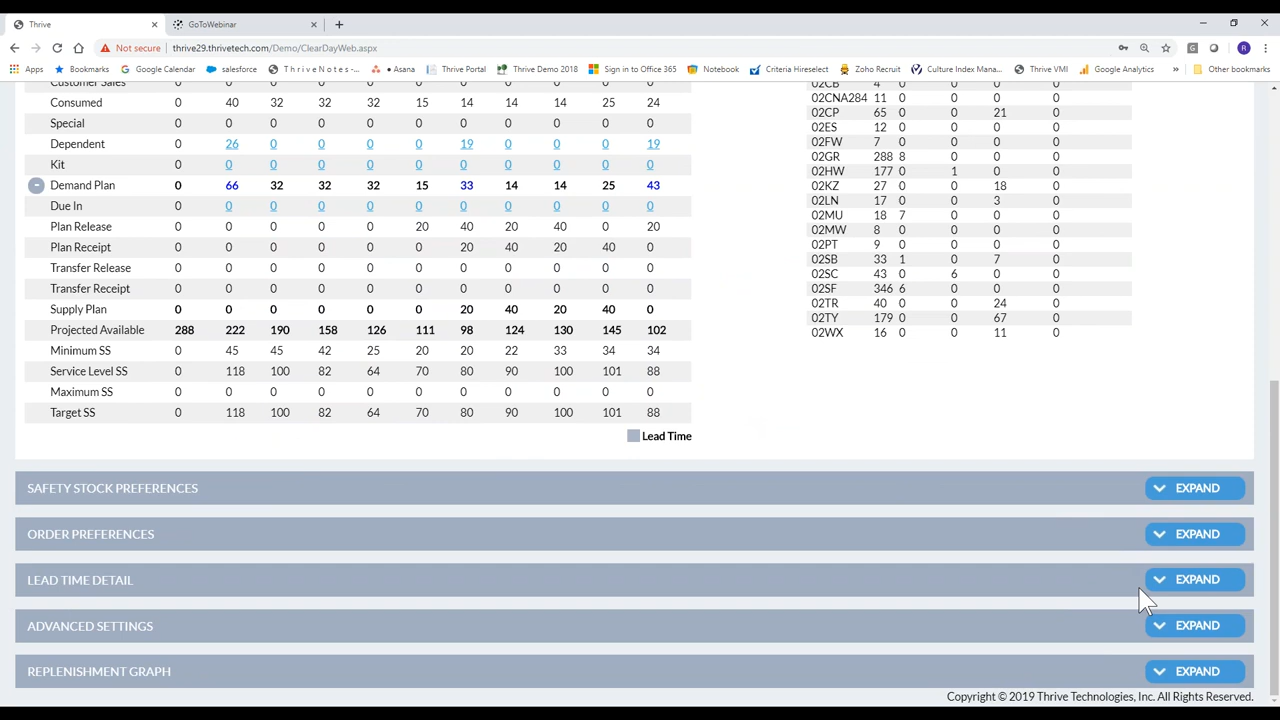 Thrive
GoToWebinar
Not secure | thrive29.thrivetech.com/Demo/ClearDayWeb.aspx
Apps Bookmarks Google Calendar salesforce T h r i v e N o t e s -... Asana Thrive Portal Thrive Demo 2018 Sign in to Office 365 Notebook Criteria Hireselect Zoho Recruit Culture Index Mana... Thrive VMI Google Analytics » Other bookmarks
Customer Sales 0 0 0 0 0 0 0 0 0 0 0
Consumed 0 40 32 32 32 15 14 14 14 25 24
Special 0 0 0 0 0 0 0 0 0 0 0
Dependent 0 26 0 0 0 0 19 0 0 0 19
Kit 0 0 0 0 0 0 0 0 0 0 0
Demand Plan 0 66 32 32 32 15 33 14 14 25 43
Due In 0 0 0 0 0 0 0 0 0 0 0
Plan Release 0 0 0 0 0 20 40 20 40 0 20
Plan Receipt 0 0 0 0 0 0 20 40 20 40 0
Transfer Release 0 0 0 0 0 0 0 0 0 0 0
Transfer Receipt 0 0 0 0 0 0 0 0 0 0 0
Supply Plan 0 0 0 0 0 0 20 40 20 40 0
Projected Available 288 222 190 158 126 111 98 124 130 145 102
Minimum SS 0 45 45 42 25 20 20 22 33 34 34
Service Level SS 0 118 100 82 64 70 80 90 100 101 88
Maximum SS 0 0 0 0 0 0 0 0 0 0 0
Target SS 0 118 100 82 64 70 80 90 100 101 88
Lead Time
02CB 4 0 0 0 0
02CNA284 11 0 0 0 0
02CP 65 0 0 21 0
02ES 12 0 0 0 0
02FW 7 0 0 0 0
02GR 288 8 0 0 0
02HW 177 0 1 0 0
02KZ 27 0 0 18 0
02LN 17 0 0 3 0
02MU 18 7 0 0 0
02MW 8 0 0 0 0
02PT 9 0 0 0 0
02SB 33 1 0 7 0
02SC 43 0 6 0 0
02SF 346 6 0 0 0
02TR 40 0 0 24 0
02TY 179 0 0 67 0
02WX 16 0 0 11 0
SAFETY STOCK PREFERENCES EXPAND
ORDER PREFERENCES EXPAND
LEAD TIME DETAIL EXPAND
ADVANCED SETTINGS EXPAND
REPLENISHMENT GRAPH EXPAND
Copyright © 2019 Thrive Technologies, Inc. All Rights Reserved.